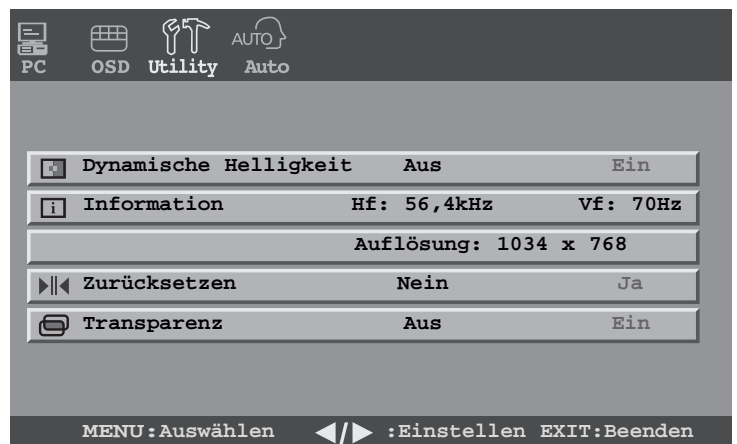 AUTO
PC OSD Utility Auto
Dynamische Helligkeit Aus Ein
i Information Hf: 56,4kHz Vf: 70Hz
Auflösung: 1034 x 768
Zurücksetzen Nein Ja
Transparenz Aus Ein
MENU:Auswählen ◀/▶ :Einstellen EXIT:Beenden